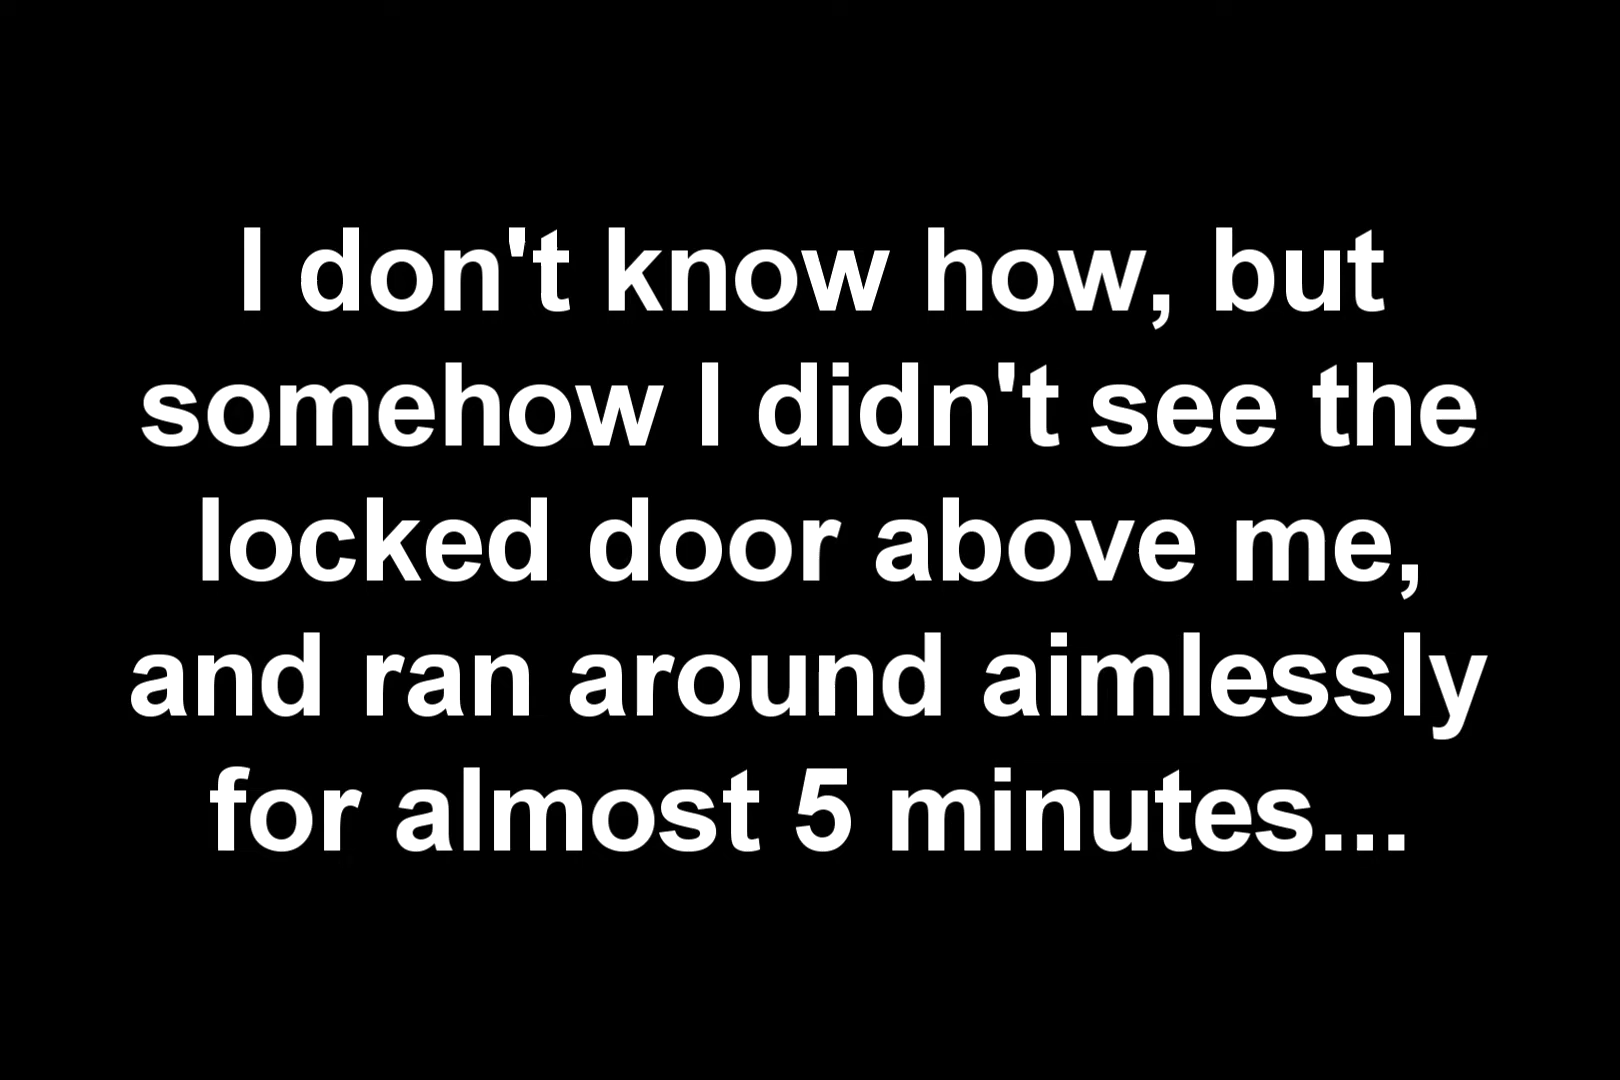 I don't know how, but
somehow I didn't see the
locked door above me,
and ran around aimlessly
for almost 5 minutes...